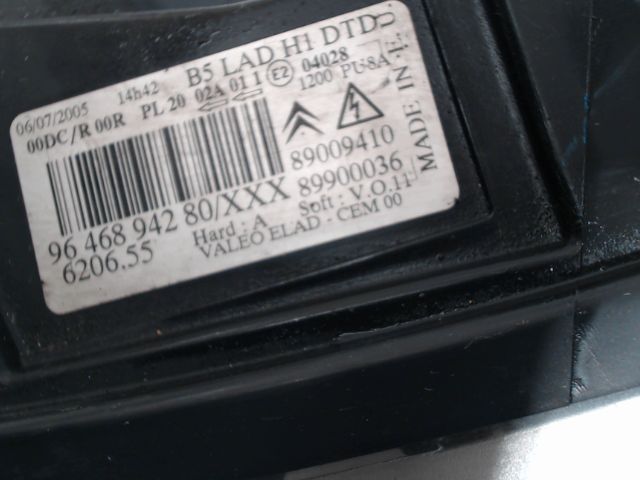 06/07/2005 14h42 B5 LAD H1 DTD
00DC/R 00R PL 20 02A 01 1 E2 04028
1200 PU8A
89009410
89900036
96 468 942 80/XXX
6206.55
Hard : A Soft : V.O.11
VALEO ELAD - CEM 00
MADE IN E.U.